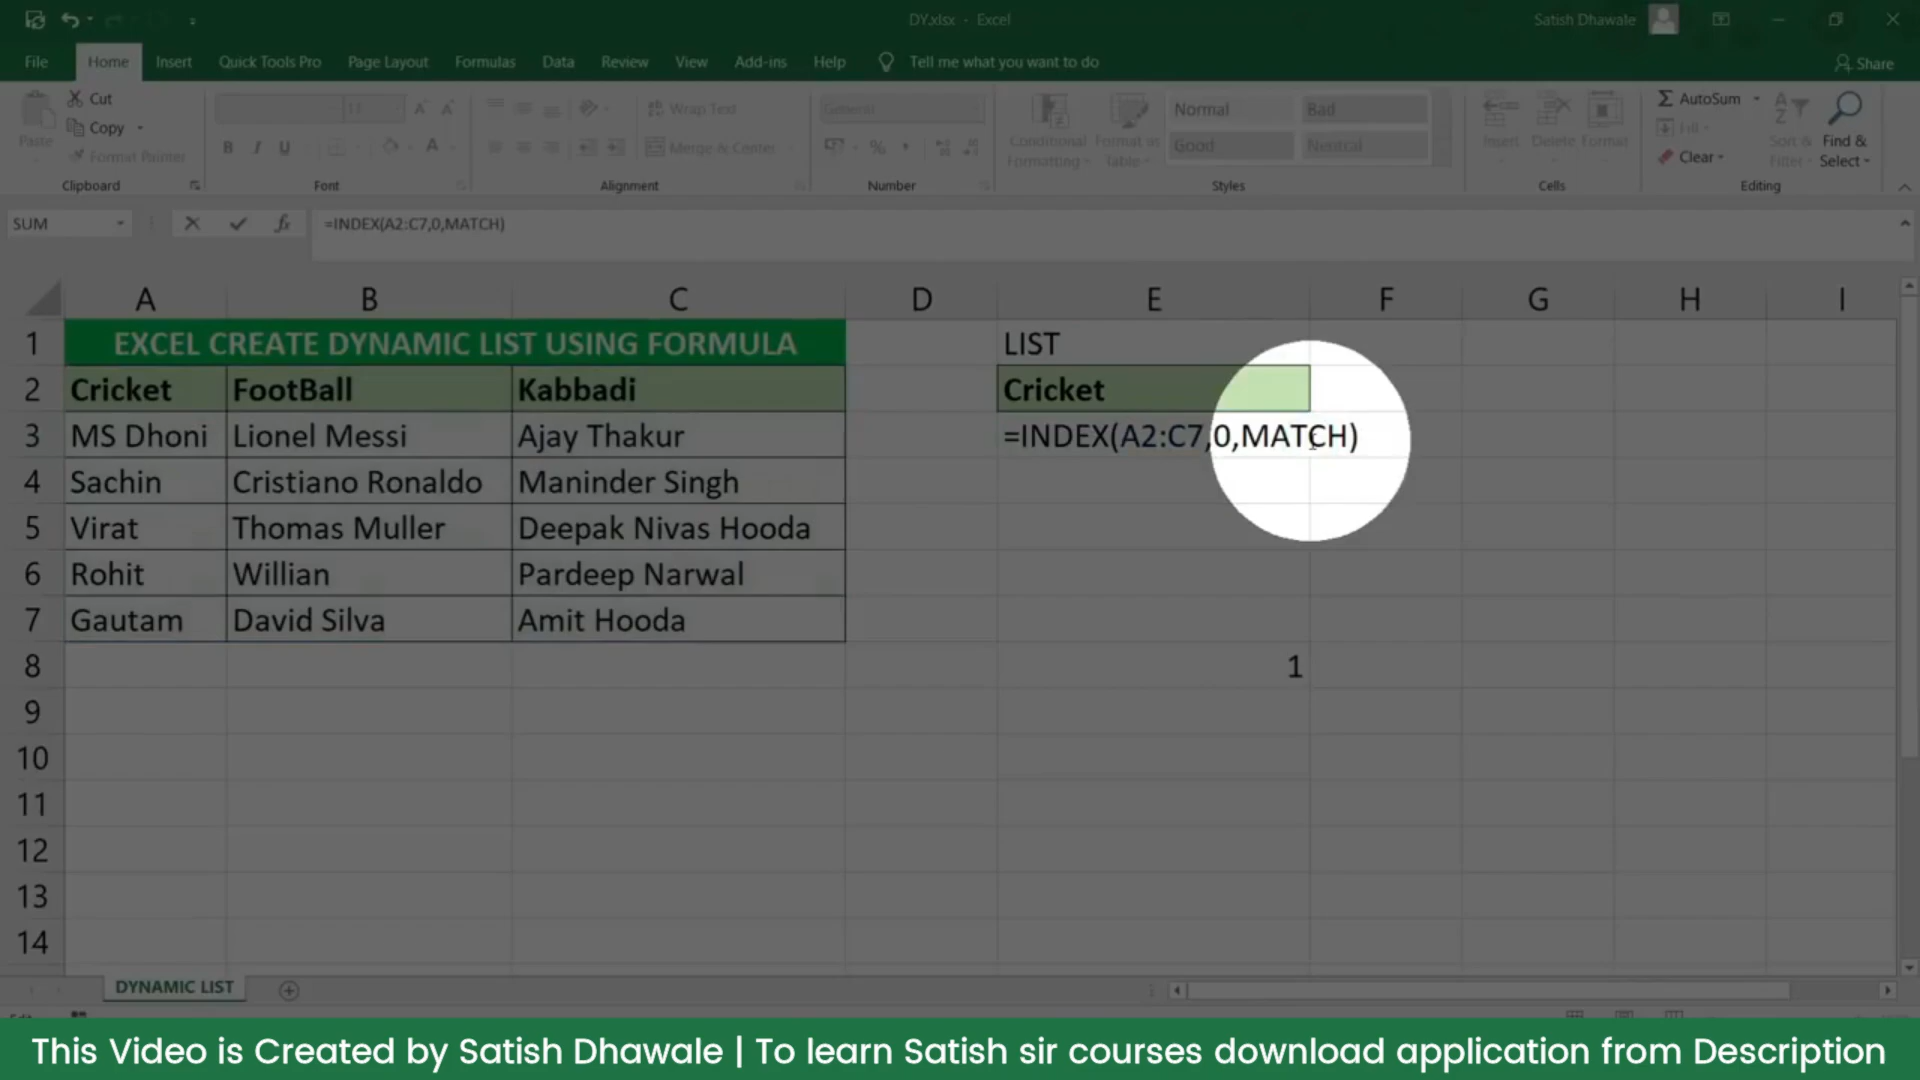 DY.xlsx - Excel
Satish Dhawale
File Home Insert Quick Tools Pro Page Layout Formulas Data Review View Add-ins Help Tell me what you want to do Share
Paste
Cut
Copy
Format Painter
Clipboard
11
B I U
Font
Wrap Text
Merge & Center
Alignment
General
Number
Conditional Formatting
Format as Table
Normal Bad
Good Neutral
Styles
Insert Delete Format
Cells
AutoSum
Fill
Clear
Sort & Filter
Find & Select
Editing
SUM
=INDEX(A2:C7,0,MATCH)
A B C D E F G H I
1 EXCEL CREATE DYNAMIC LIST USING FORMULA LIST
2 Cricket FootBall Kabbadi Cricket
3 MS Dhoni Lionel Messi Ajay Thakur =INDEX(A2:C7,0,MATCH)
4 Sachin Cristiano Ronaldo Maninder Singh
5 Virat Thomas Muller Deepak Nivas Hooda
6 Rohit Willian Pardeep Narwal
7 Gautam David Silva Amit Hooda
8 1
9
10
11
12
13
14
DYNAMIC LIST
This Video is Created by Satish Dhawale | To learn Satish sir courses download application from Description